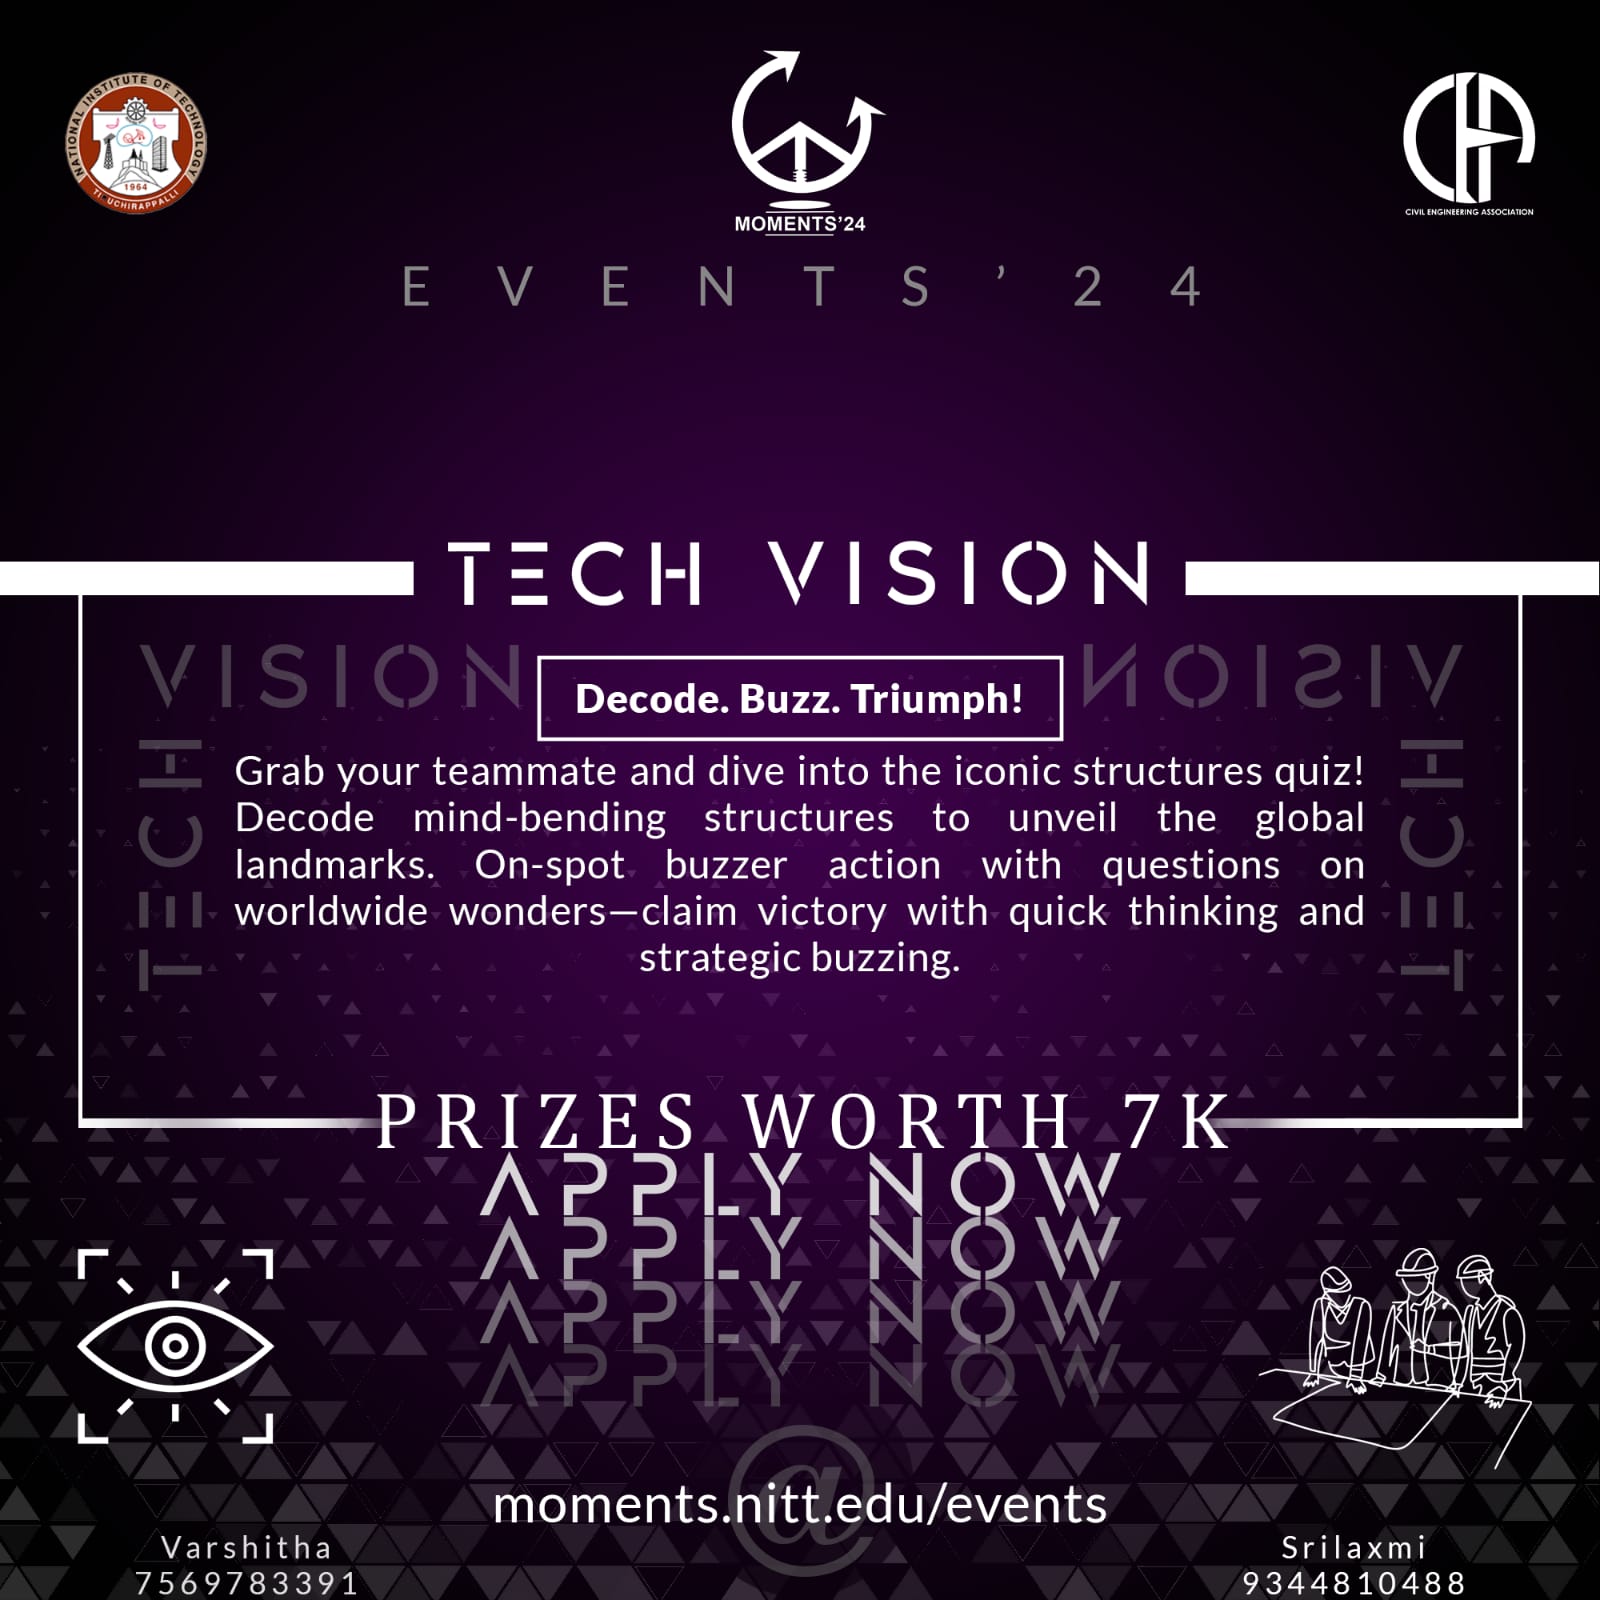 NATIONAL INSTITUTE OF TECHNOLOGY
1964
TIRUCHIRAPPALLI
MOMENTS'24
CIVIL ENGINEERING ASSOCIATION
EVENTS'24
TECH VISION
VISION
VISION
TECH
TECH
Decode. Buzz. Triumph!
Grab your teammate and dive into the iconic structures quiz!
Decode mind-bending structures to unveil the global
landmarks. On-spot buzzer action with questions on
worldwide wonders—claim victory with quick thinking and
strategic buzzing.
PRIZES WORTH 7K
APPLY NOW
APPLY NOW
APPLY NOW
APPLY NOW
@
moments.nitt.edu/events
Varshitha
7569783391
Srilaxmi
9344810488